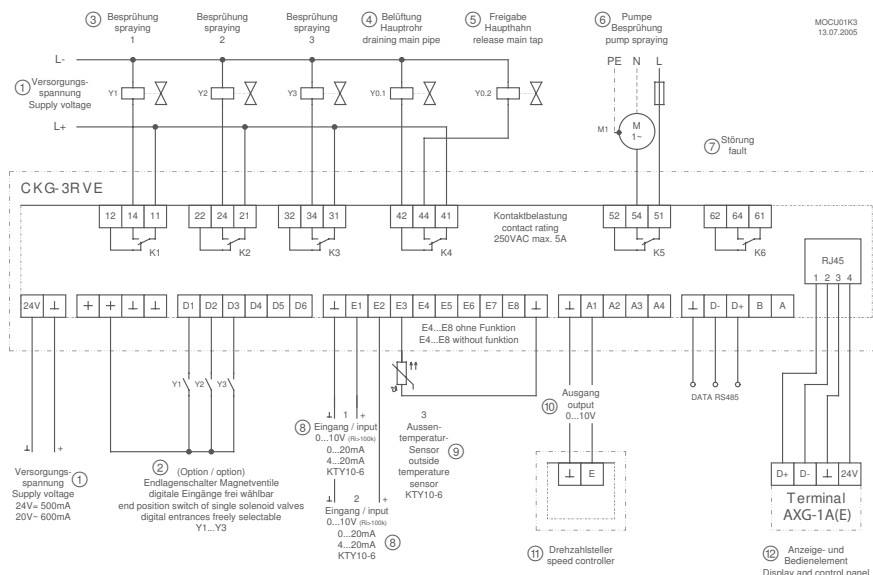 ③ Besprühung
spraying
1
Besprühung
spraying
2
Besprühung
spraying
3
④ Belüftung
Hauptrohr
draining main pipe
⑤ Freigabe
Haupthahn
release main tap
⑥ Pumpe
Besprühung
pump spraying
MOCU01K3
13.07.2005
PE N L
L-
① Versorgungs-
spannung
Supply voltage
Y1
Y2
Y3
Y0.1
Y0.2
L+
M1
M
1~
⑦ Störung
fault
CKG-3RVE
12 14 11
22 24 21
32 34 31
42 44 41
Kontaktbelastung
contact rating
250VAC max. 5A
52 54 51
62 64 61
K1
K2
K3
K4
K5
K6
RJ45
1 2 3 4
24V ⊥
+ + ⊥ ⊥
D1 D2 D3 D4 D5 D6
⊥ E1 E2 E3 E4 E5 E6 E7 E8 ⊥
⊥ A1 A2 A3 A4
⊥ D- D+ B A
E4...E8 ohne Funktion
E4...E8 without funktion
Y1 Y2 Y3
DATA RS485
⊥ +
Versorgungs-
spannung ①
Supply voltage
24V= 500mA
20V~ 600mA
② (Option / option)
Endlagenschalter Magnetventile
digitale Eingänge frei wählbar
end position switch of single solenoid valves
digital entrances freely selectable
Y1...Y3
⊥ 1 +
⑧ Eingang / input
0...10V (Ri>100k)
0...20mA
4...20mA
KTY10-6
⊥ 2 +
Eingang / input
0...10V (Ri>100k)
0...20mA
4...20mA ⑧
KTY10-6
3
Aussen-
temperatur-
Sensor ⑨
outside
temperature
sensor
KTY10-6
⑩ Ausgang
output
0...10V
⊥ E
⑪ Drehzahlsteller
speed controller
D+ D- ⊥ 24V
Terminal
AXG-1A(E)
⑫ Anzeige- und
Bedienelement
Display and control panel